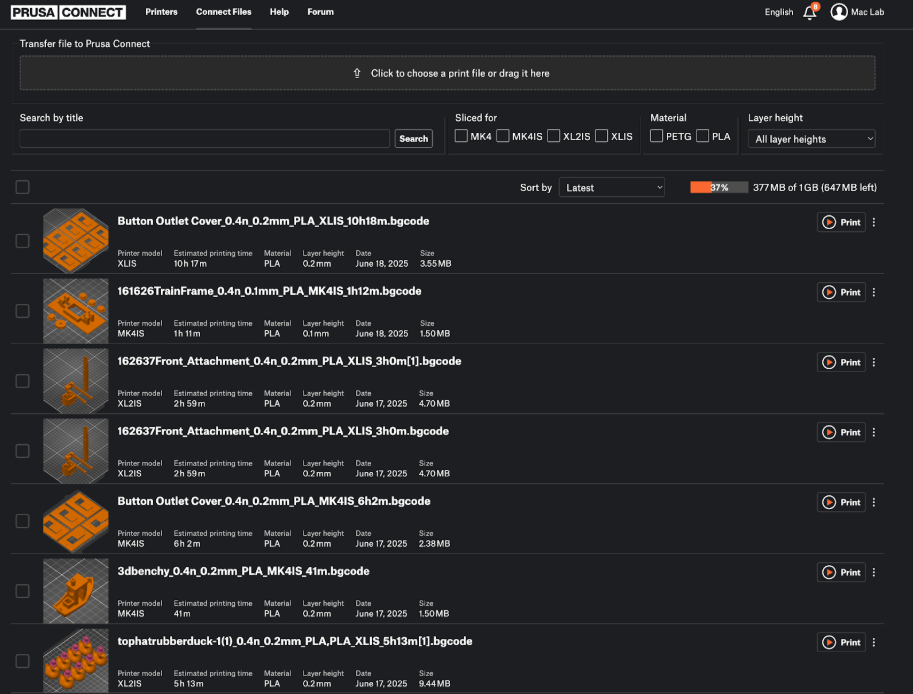 PRUSA CONNECT Printers Connect Files Help Forum English 8 Mac Lab
Transfer file to Prusa Connect
Click to choose a print file or drag it here
Search by title Sliced for Material Layer height
Search MK4 MK4IS XL2IS XLIS PETG PLA All layer heights
Sort by Latest 37% 377 MB of 1 GB (647 MB left)
Button Outlet Cover_0.4n_0.2mm_PLA_XLIS_10h18m.bgcode Print
Printer model Estimated printing time Material Layer height Date Size
XLIS 10 h 17 m PLA 0.2 mm June 18, 2025 3.55 MB
161626TrainFrame_0.4n_0.1mm_PLA_MK4IS_1h12m.bgcode Print
Printer model Estimated printing time Material Layer height Date Size
MK4IS 1 h 11 m PLA 0.1 mm June 18, 2025 1.50 MB
162637Front_Attachment_0.4n_0.2mm_PLA_XLIS_3h0m[1].bgcode Print
Printer model Estimated printing time Material Layer height Date Size
XL2IS 2 h 59 m PLA 0.2 mm June 17, 2025 4.70 MB
162637Front_Attachment_0.4n_0.2mm_PLA_XLIS_3h0m.bgcode Print
Printer model Estimated printing time Material Layer height Date Size
XL2IS 2 h 59 m PLA 0.2 mm June 17, 2025 4.70 MB
Button Outlet Cover_0.4n_0.2mm_PLA_MK4IS_6h2m.bgcode Print
Printer model Estimated printing time Material Layer height Date Size
MK4IS 6 h 2 m PLA 0.2 mm June 17, 2025 2.38 MB
3dbenchy_0.4n_0.2mm_PLA_MK4IS_41m.bgcode Print
Printer model Estimated printing time Material Layer height Date Size
MK4IS 41 m PLA 0.2 mm June 17, 2025 1.50 MB
tophatrubberduck-1(1)_0.4n_0.2mm_PLA,PLA_XLIS_5h13m[1].bgcode Print
Printer model Estimated printing time Material Layer height Date Size
XL2IS 5 h 13 m PLA 0.2 mm June 17, 2025 9.44 MB